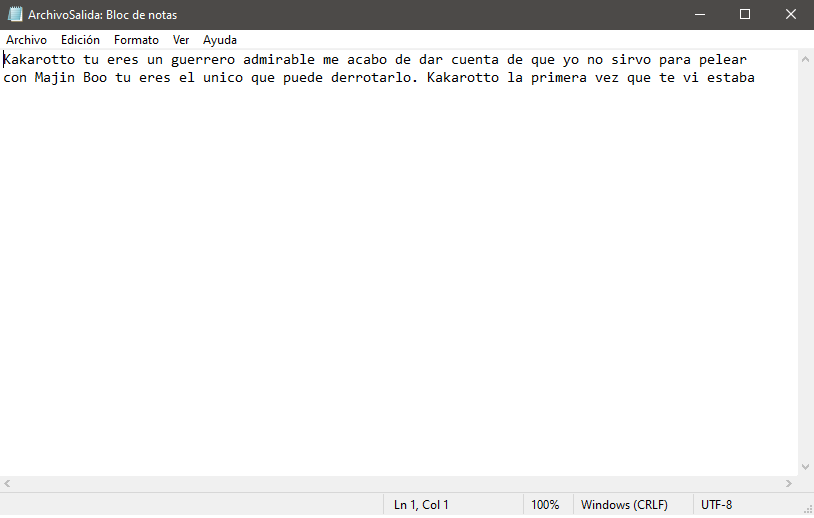 ArchivoSalida: Bloc de notas
Archivo Edición Formato Ver Ayuda
Kakarotto tu eres un guerrero admirable me acabo de dar cuenta de que yo no sirvo para pelear
con Majin Boo tu eres el unico que puede derrotarlo. Kakarotto la primera vez que te vi estaba
Ln 1, Col 1 100% Windows (CRLF) UTF-8